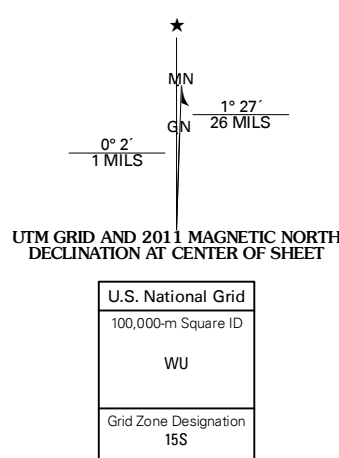 MN
GN
1° 27´
26 MILS
0° 2´
1 MILS
UTM GRID AND 2011 MAGNETIC NORTH
DECLINATION AT CENTER OF SHEET
U.S. National Grid
100,000-m Square ID
WU
Grid Zone Designation
15S